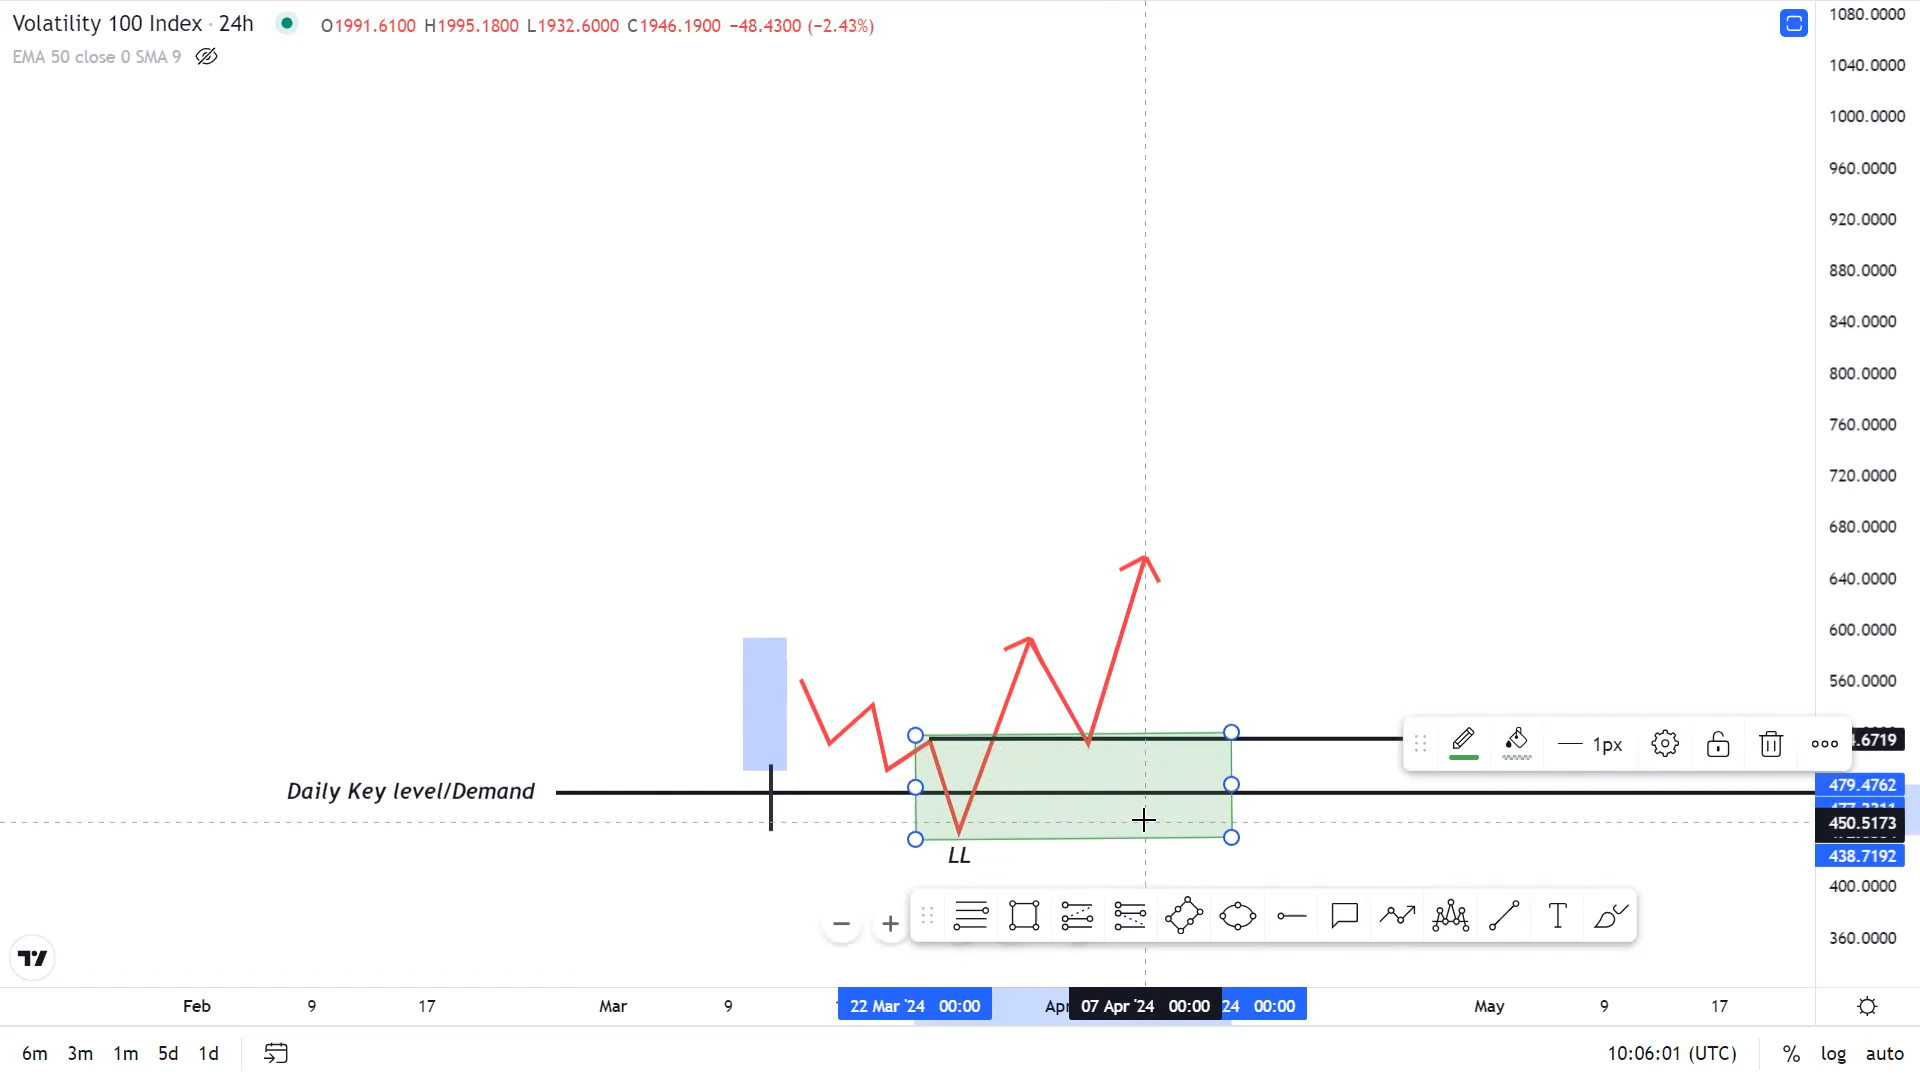 Volatility 100 Index · 24h O1991.6100 H1995.1800 L1932.6000 C1946.1900 −48.4300 (−2.43%)
EMA 50 close 0 SMA 9
1080.0000
1040.0000
1000.0000
960.0000
920.0000
880.0000
840.0000
800.0000
760.0000
720.0000
680.0000
640.0000
600.0000
560.0000
1px
.6719
479.4762
450.5173
438.7192
400.0000
360.0000
Daily Key level/Demand
LL
Feb 9 17 Mar 9 22 Mar '24 00:00 Apr 07 Apr '24 00:00 24 00:00 May 9 17
6m 3m 1m 5d 1d 10:06:01 (UTC) % log auto